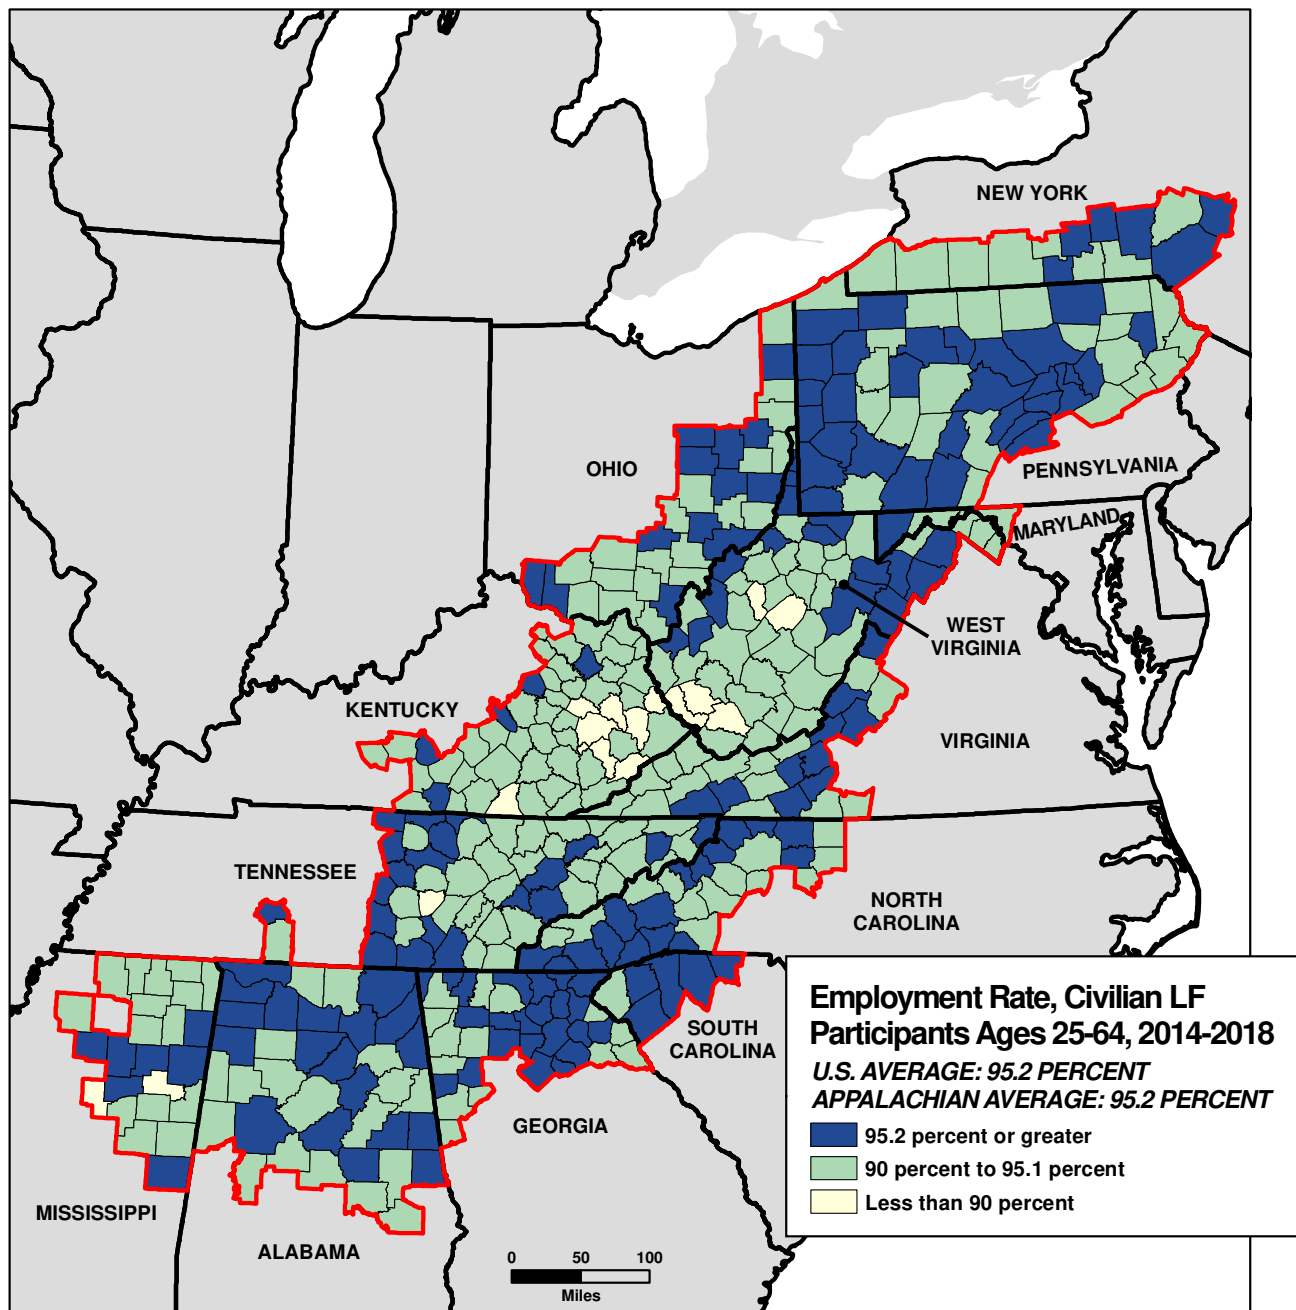 NEW YORK
OHIO
PENNSYLVANIA
MARYLAND
WEST
VIRGINIA
KENTUCKY
VIRGINIA
TENNESSEE
NORTH
CAROLINA
SOUTH
CAROLINA
GEORGIA
MISSISSIPPI
ALABAMA
Employment Rate, Civilian LF
Participants Ages 25-64, 2014-2018
U.S. AVERAGE: 95.2 PERCENT
APPALACHIAN AVERAGE: 95.2 PERCENT
95.2 percent or greater
90 percent to 95.1 percent
Less than 90 percent
0 50 100
Miles